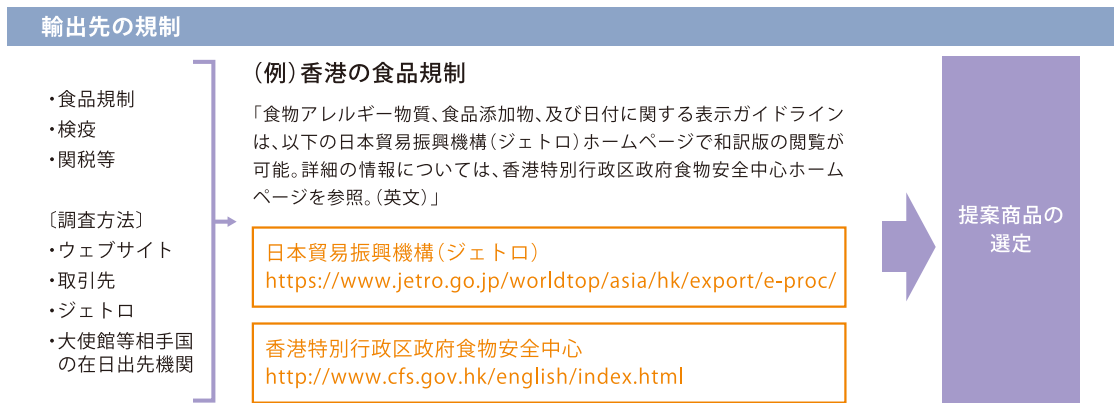 輸出先の規制
・食品規制
・検疫
・関税等
〔調査方法〕
・ウェブサイト
・取引先
・ジェトロ
・大使館等相手国
の在日出先機関
(例)香港の食品規制
「食物アレルギー物質、食品添加物、及び日付に関する表示ガイドライン
は、以下の日本貿易振興機構(ジェトロ)ホームページで和訳版の閲覧が
可能。詳細の情報については、香港特別行政区政府食物安全中心ホーム
ページを参照。(英文)」
日本貿易振興機構(ジェトロ)
https://www.jetro.go.jp/worldtop/asia/hk/export/e-proc/
香港特別行政区政府食物安全中心
http://www.cfs.gov.hk/english/index.html
提案商品の
選定